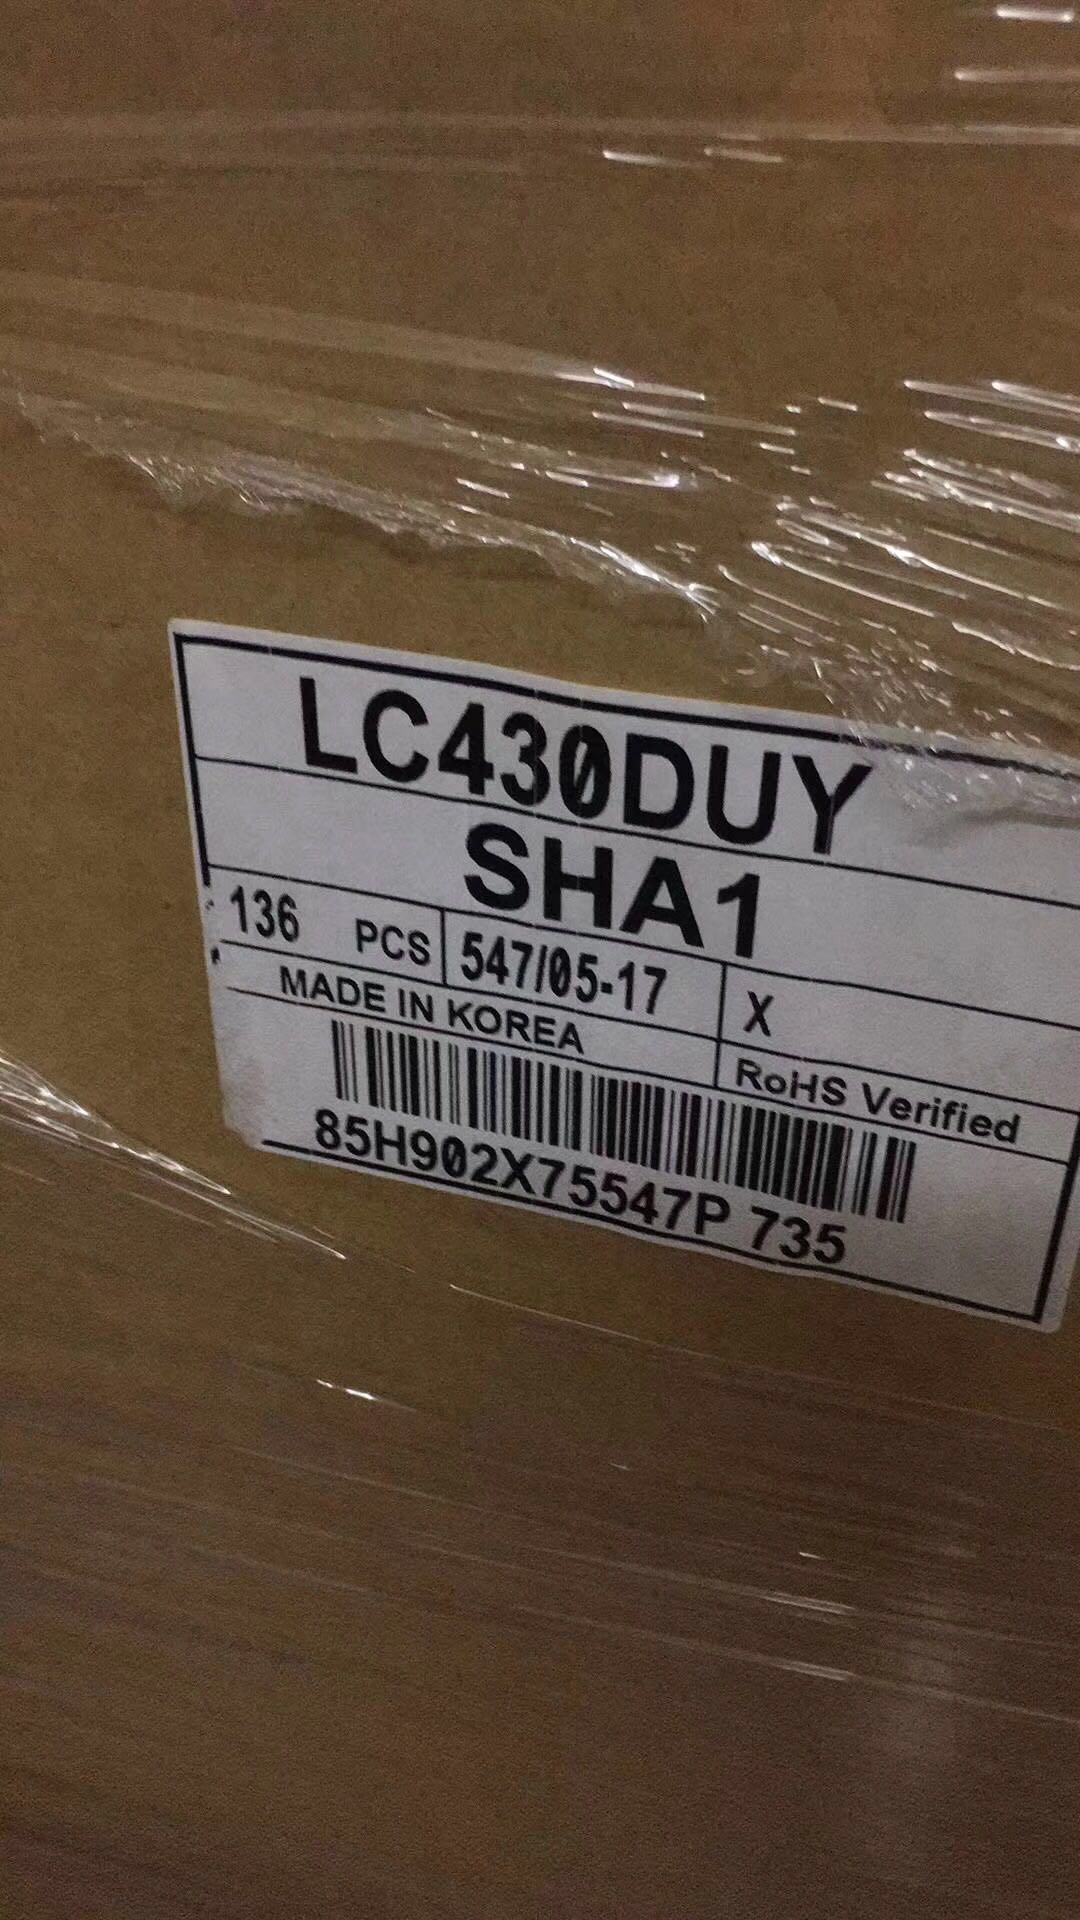 LC430DUY
SHA1
136 PCS 547/05-17 X
MADE IN KOREA RoHS Verified
85H902X75547P 735